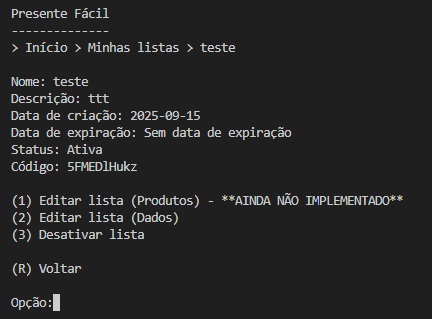 Presente Fácil
--------------
> Início > Minhas listas > teste
Nome: teste
Descrição: ttt
Data de criação: 2025-09-15
Data de expiração: Sem data de expiração
Status: Ativa
Código: 5FMEDlHukz
(1) Editar lista (Produtos) - **AINDA NÃO IMPLEMENTADO**
(2) Editar lista (Dados)
(3) Desativar lista
(R) Voltar
Opção: